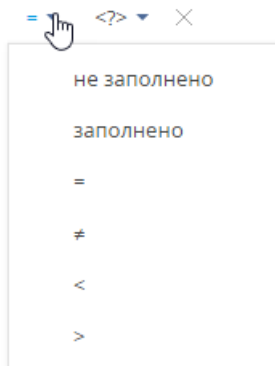 = <?>
не заполнено
заполнено
=
≠
<
>